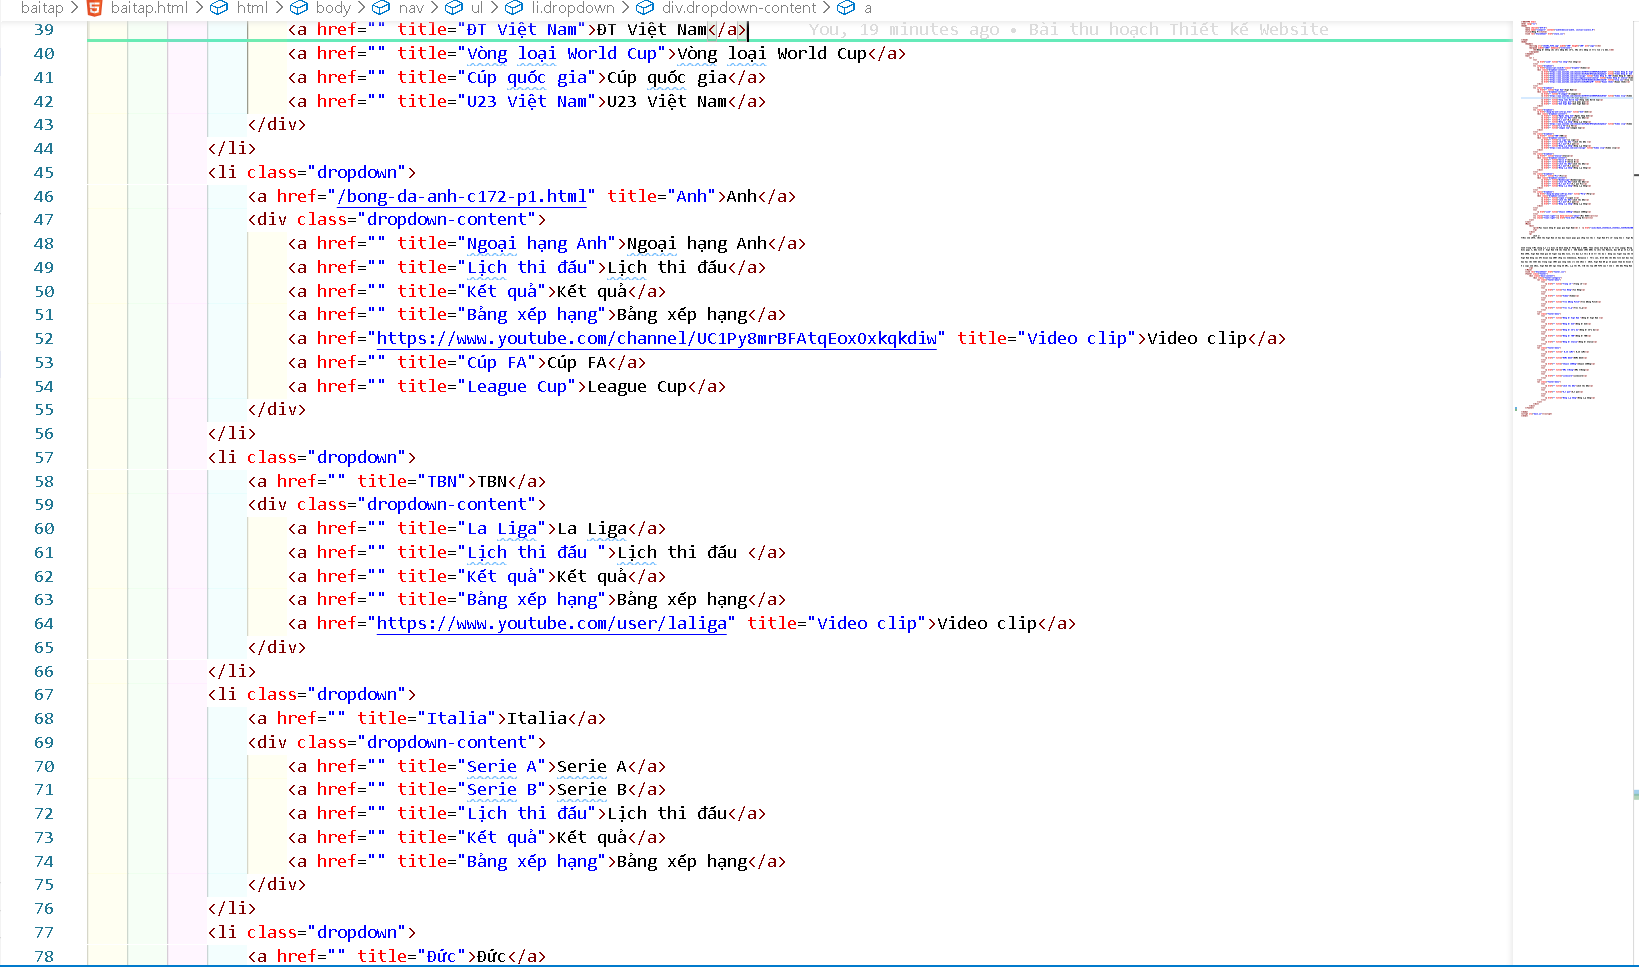 baitap > baitap.html > html > body > nav > ul > li.dropdown > div.dropdown-content > a
39 <a href="" title="ĐT Việt Nam">ĐT Việt Nam</a> You, 19 minutes ago • Bài thu hoạch Thiết kế Website
40 <a href="" title="Vòng loại World Cup">Vòng loại World Cup</a>
41 <a href="" title="Cúp quốc gia">Cúp quốc gia</a>
42 <a href="" title="U23 Việt Nam">U23 Việt Nam</a>
43 </div>
44 </li>
45 <li class="dropdown">
46 <a href="/bong-da-anh-c172-p1.html" title="Anh">Anh</a>
47 <div class="dropdown-content">
48 <a href="" title="Ngoại hạng Anh">Ngoại hạng Anh</a>
49 <a href="" title="Lịch thi đấu">Lịch thi đấu</a>
50 <a href="" title="Kết quả">Kết quả</a>
51 <a href="" title="Bảng xếp hạng">Bảng xếp hạng</a>
52 <a href="https://www.youtube.com/channel/UC1Py8mrBFAtqEoxOxkqkdiw" title="Video clip">Video clip</a>
53 <a href="" title="Cúp FA">Cúp FA</a>
54 <a href="" title="League Cup">League Cup</a>
55 </div>
56 </li>
57 <li class="dropdown">
58 <a href="" title="TBN">TBN</a>
59 <div class="dropdown-content">
60 <a href="" title="La Liga">La Liga</a>
61 <a href="" title="Lịch thi đấu ">Lịch thi đấu </a>
62 <a href="" title="Kết quả">Kết quả</a>
63 <a href="" title="Bảng xếp hạng">Bảng xếp hạng</a>
64 <a href="https://www.youtube.com/user/laliga" title="Video clip">Video clip</a>
65 </div>
66 </li>
67 <li class="dropdown">
68 <a href="" title="Italia">Italia</a>
69 <div class="dropdown-content">
70 <a href="" title="Serie A">Serie A</a>
71 <a href="" title="Serie B">Serie B</a>
72 <a href="" title="Lịch thi đấu">Lịch thi đấu</a>
73 <a href="" title="Kết quả">Kết quả</a>
74 <a href="" title="Bảng xếp hạng">Bảng xếp hạng</a>
75 </div>
76 </li>
77 <li class="dropdown">
78 <a href="" title="Đức">Đức</a>